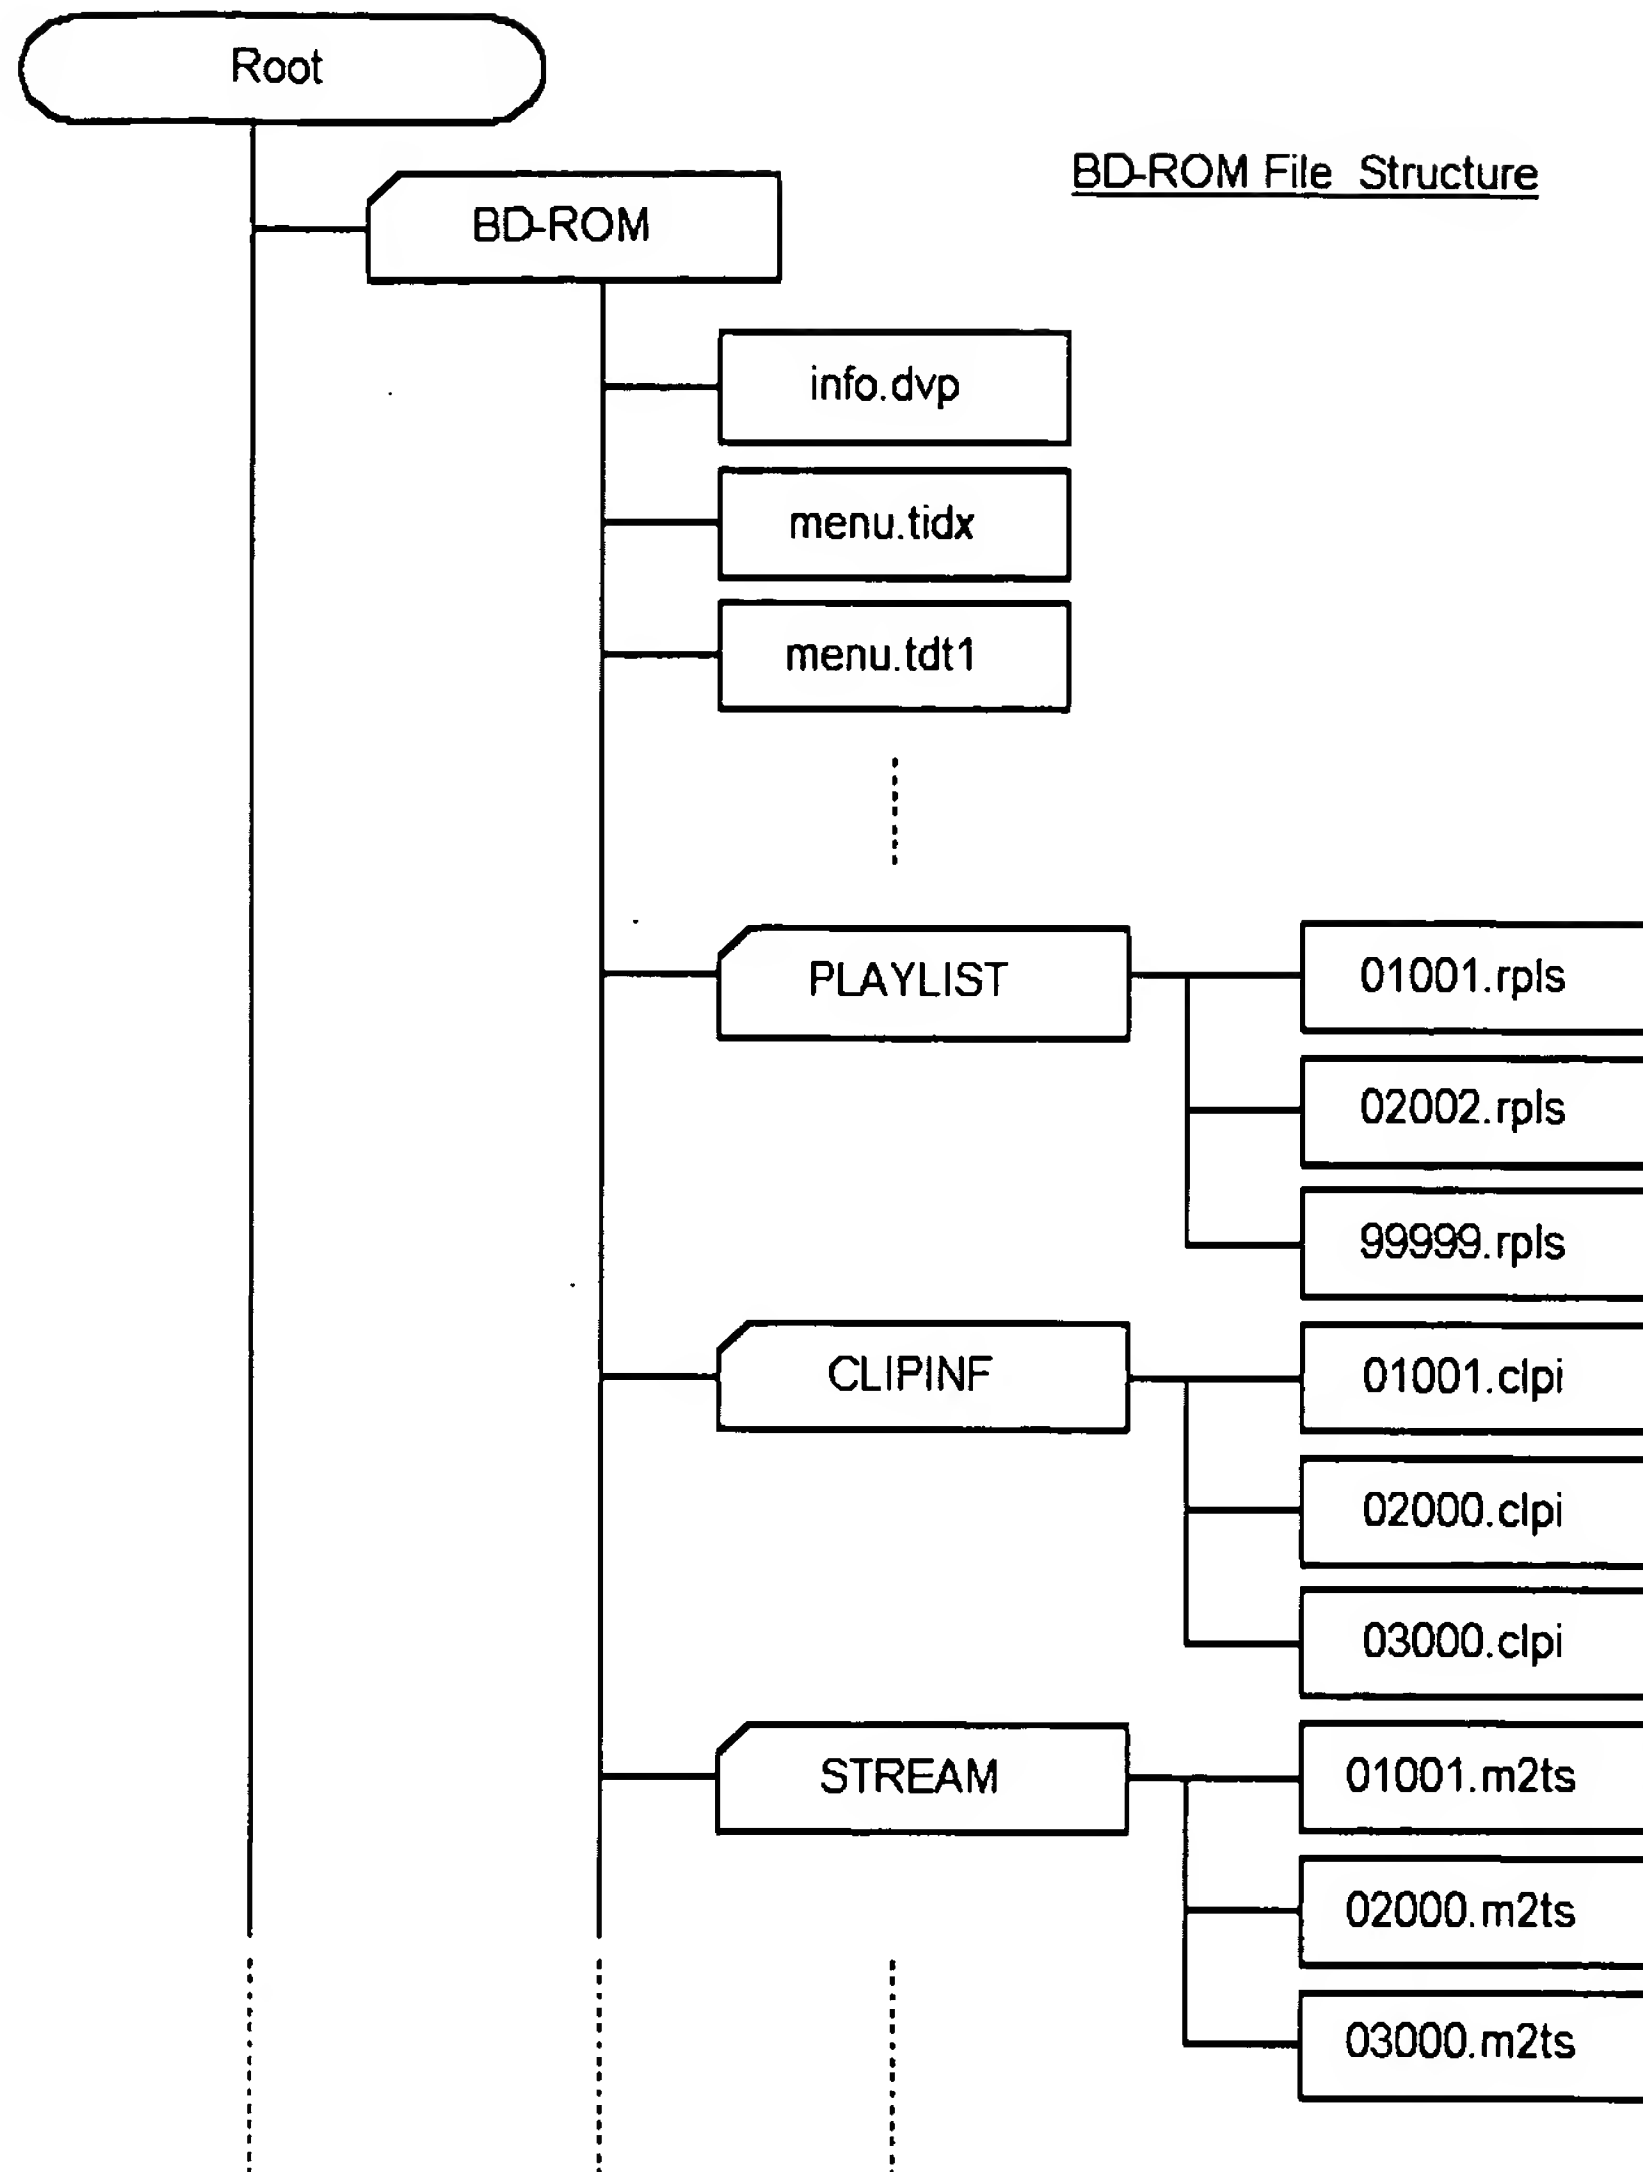 Root
BD-ROM File Structure
BD-ROM
info.dvp
menu.tidx
menu.tdt1
PLAYLIST
01001.rpls
02002.rpls
99999.rpls
CLIPINF
01001.clpi
02000.clpi
03000.clpi
STREAM
01001.m2ts
02000.m2ts
03000.m2ts